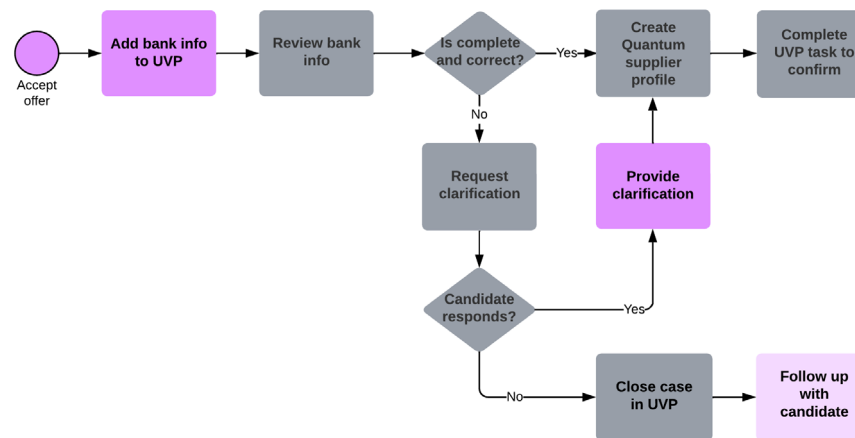 Accept
offer
Add bank info
to UVP
Review bank
info
Is complete
and correct?
Yes
Create
Quantum
supplier
profile
Complete
UVP task to
confirm
No
Request
clarification
Provide
clarification
Candidate
responds?
Yes
No
Close case
in UVP
Follow up
with
candidate